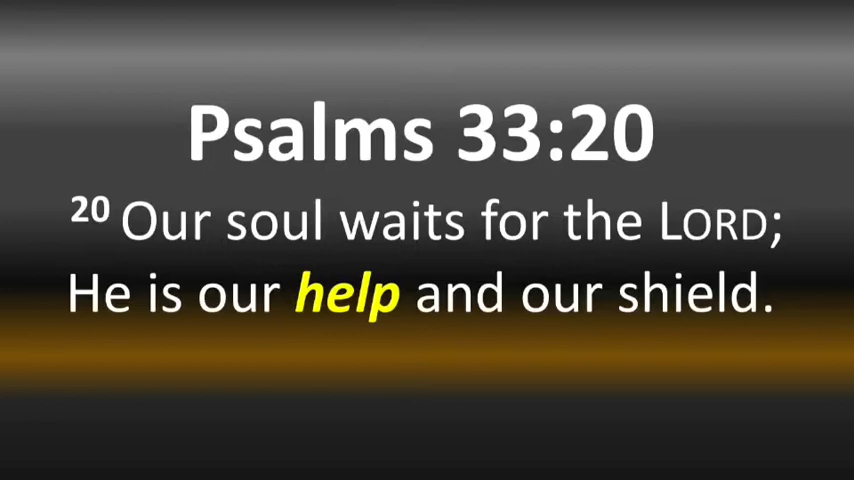 Psalms 33:20
20 Our soul waits for the LORD;
He is our help and our shield.